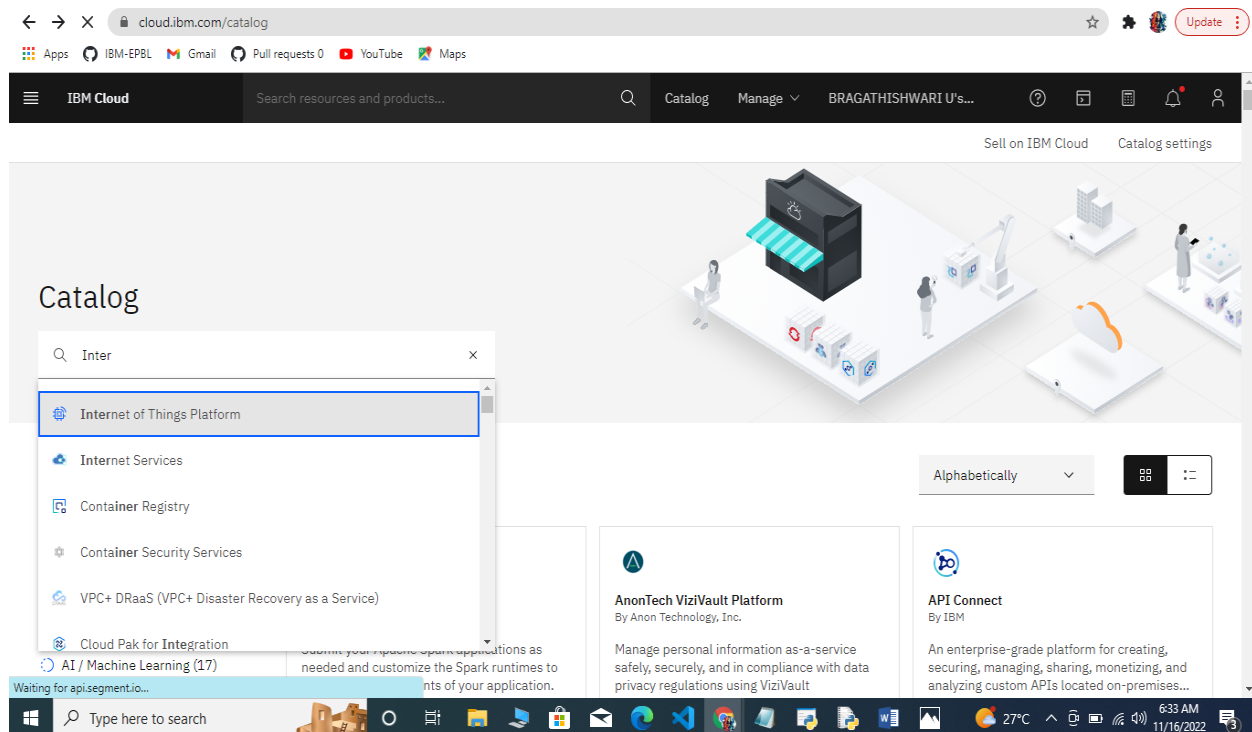 cloud.ibm.com/catalog
Update
Apps IBM-EPBL Gmail Pull requests 0 YouTube Maps
IBM Cloud Search resources and products... Catalog Manage BRAGATHISHWARI U's...
Sell on IBM Cloud Catalog settings
Catalog
Inter
Internet of Things Platform
Internet Services
Container Registry
Container Security Services
VPC+ DRaaS (VPC+ Disaster Recovery as a Service)
Cloud Pak for Integration
AI / Machine Learning (17)
Alphabetically
Submit your Apache Spark applications as
needed and customize the Spark runtimes to
nts of your application.
AnonTech ViziVault Platform
By Anon Technology, Inc.
Manage personal information as-a-service
safely, securely, and in compliance with data
privacy regulations using ViziVault
API Connect
By IBM
An enterprise-grade platform for creating,
securing, managing, sharing, monetizing, and
analyzing custom APIs located on-premises...
Waiting for api.segment.io...
Type here to search
27°C
6:33 AM
11/16/2022
3